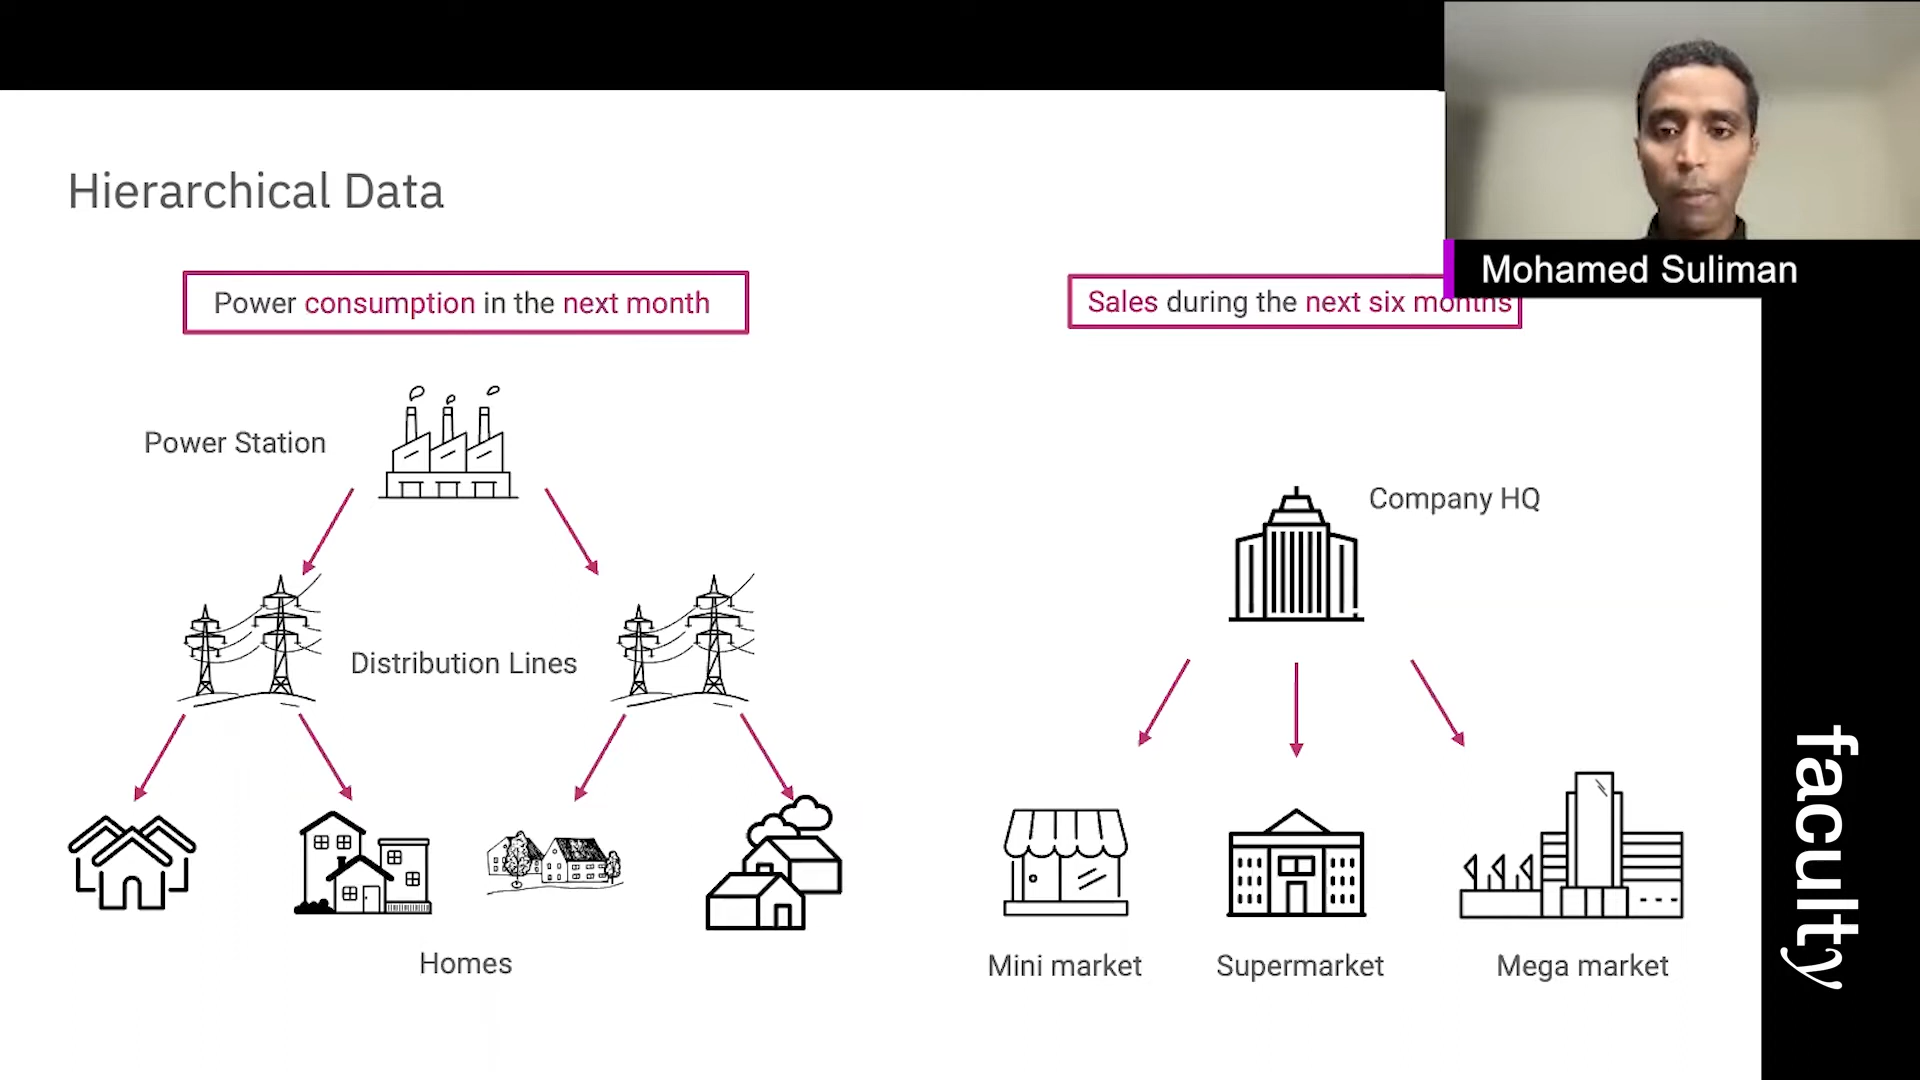 Hierarchical Data
Mohamed Suliman
Power consumption in the next month
Sales during the next six months
Power Station
Company HQ
Distribution Lines
Homes
Mini market
Supermarket
Mega market
faculty